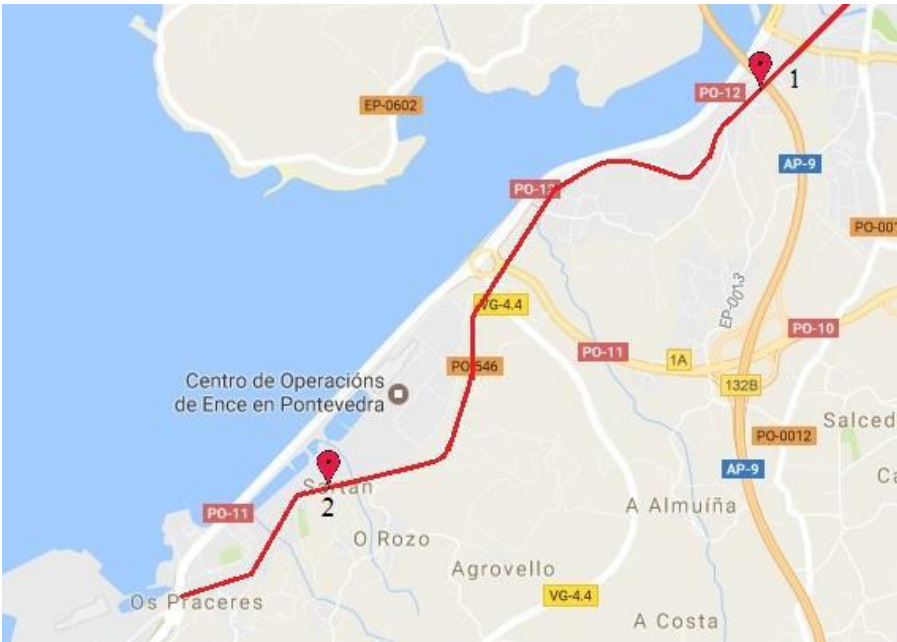 1
PO-12
EP-0602
AP-9
PO-12
PO-001
EP-0013
VG-4.4
PO-10
PO-11
1A
PO-546
Centro de Operacións
de Ence en Pontevedra
132B
Salced
PO-0012
AP-9
Ca
2
PO-11
A Almuíña
O Rozo
Agrovello
VG-4.4
Os Praceres
A Costa